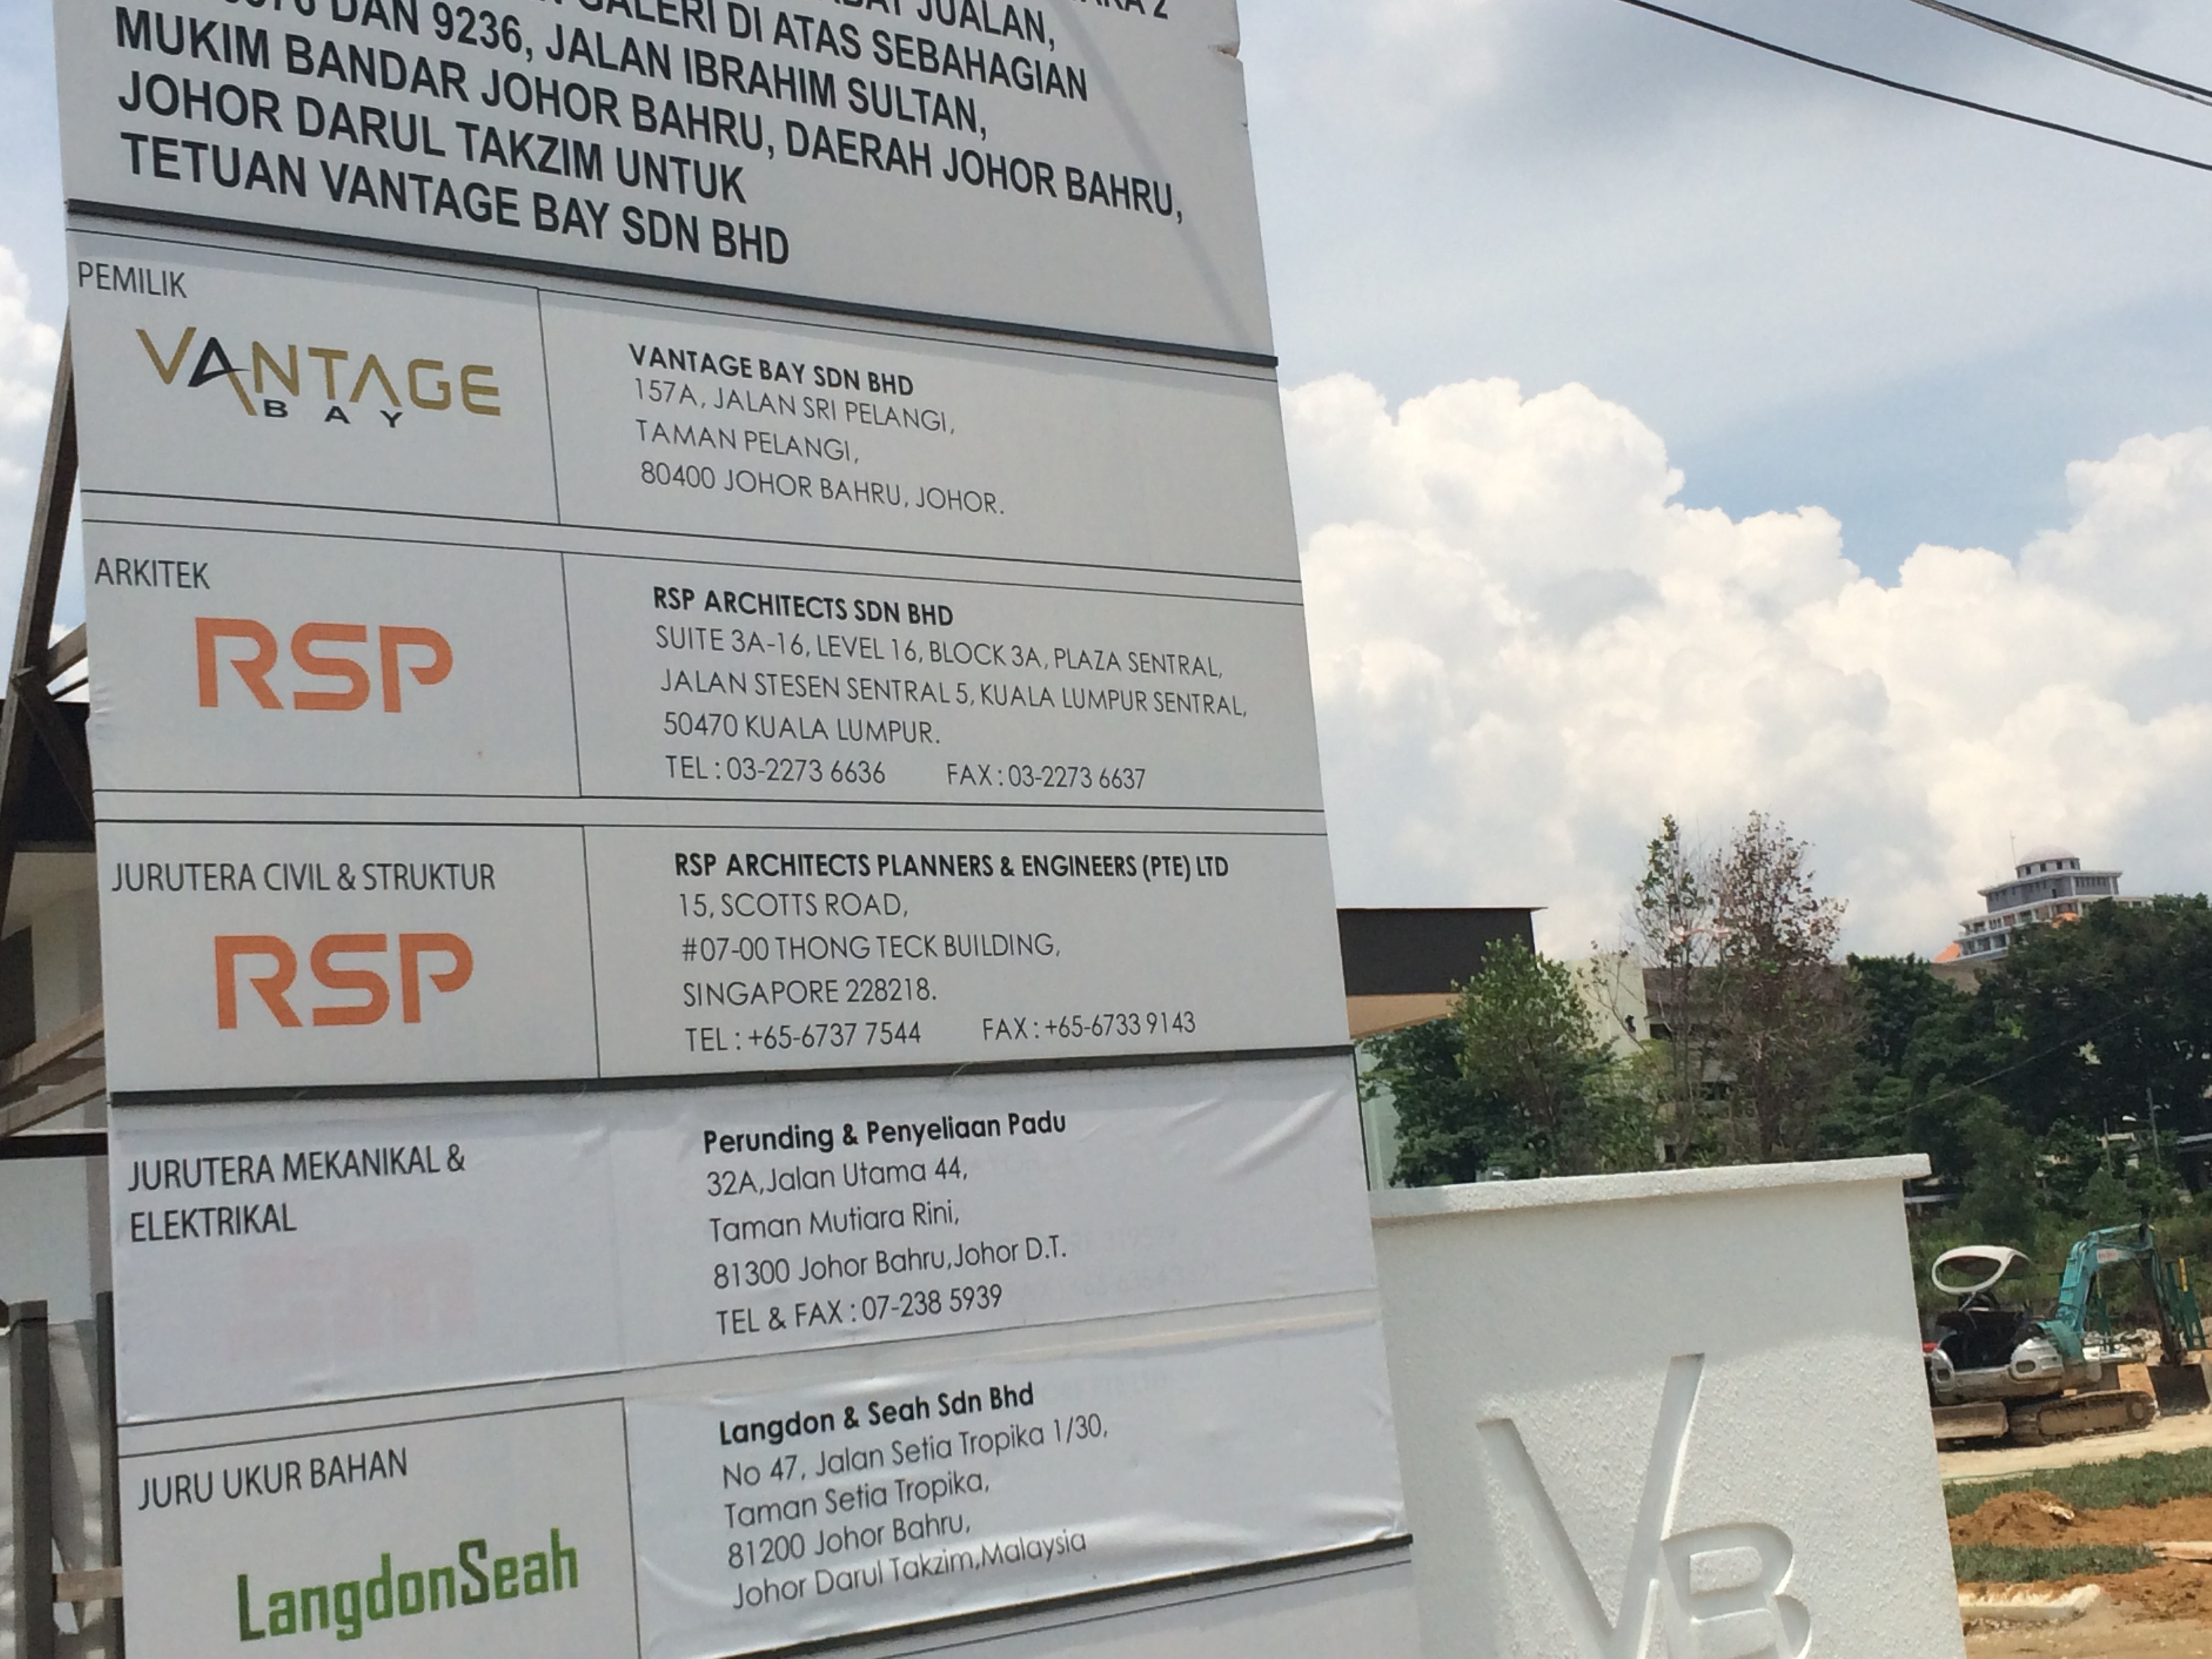 DAN 9236, JALAN IBRAHIM SULTAN,
GALERI DI ATAS SEBAHAGIAN
JUALAN,
MUKIM BANDAR JOHOR BAHRU, DAERAH JOHOR BAHRU,
JOHOR DARUL TAKZIM UNTUK
TETUAN VANTAGE BAY SDN BHD
PEMILIK
VANTAGE
BAY
VANTAGE BAY SDN BHD
157A, JALAN SRI PELANGI,
TAMAN PELANGI,
80400 JOHOR BAHRU, JOHOR.
ARKITEK
RSP
RSP ARCHITECTS SDN BHD
SUITE 3A-16, LEVEL 16, BLOCK 3A, PLAZA SENTRAL,
JALAN STESEN SENTRAL 5, KUALA LUMPUR SENTRAL,
50470 KUALA LUMPUR.
TEL : 03-2273 6636 FAX : 03-2273 6637
JURUTERA CIVIL & STRUKTUR
RSP
RSP ARCHITECTS PLANNERS & ENGINEERS (PTE) LTD
15, SCOTTS ROAD,
#07-00 THONG TECK BUILDING,
SINGAPORE 228218.
TEL : +65-6737 7544 FAX : +65-6733 9143
JURUTERA MEKANIKAL &
ELEKTRIKAL
Perunding & Penyeliaan Padu
32A,Jalan Utama 44,
Taman Mutiara Rini,
81300 Johor Bahru,Johor D.T.
TEL & FAX : 07-238 5939
JURU UKUR BAHAN
LangdonSeah
Langdon & Seah Sdn Bhd
No 47, Jalan Setia Tropika 1/30,
Taman Setia Tropika,
81200 Johor Bahru,
Johor Darul Takzim,Malaysia
VB